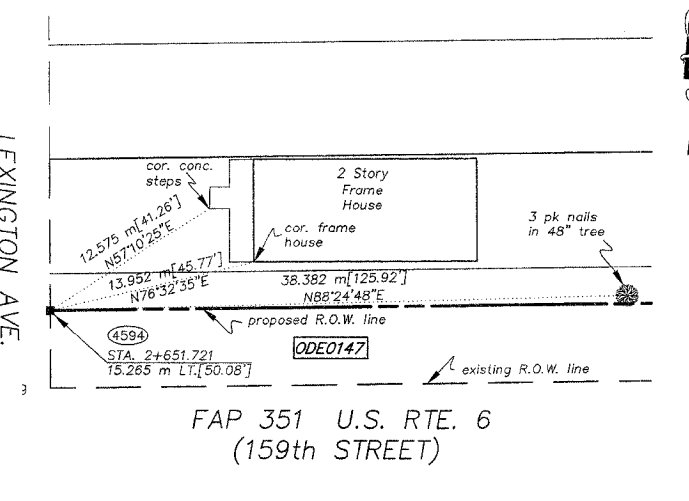 LEXINGTON AVE.
cor. conc.
steps
2 Story
Frame
House
3 pk nails
in 48" tree
12.575 m[41.26']
N57°10'25"E
cor. frame
house
13.952 m[45.77']
N76°32'35"E
38.382 m[125.92']
N88°24'48"E
proposed R.O.W. line
4594
STA. 2+651.721
15.265 m LT.[50.08']
ODE0147
existing R.O.W. line
FAP 351 U.S. RTE. 6
(159th STREET)